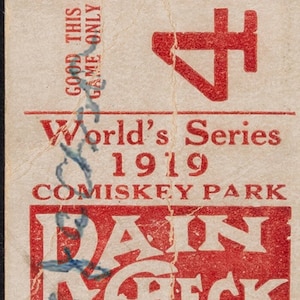 GOOD THIS
GAME ONLY
4
World's Series
1919
COMISKEY PARK
RAIN
CHECK